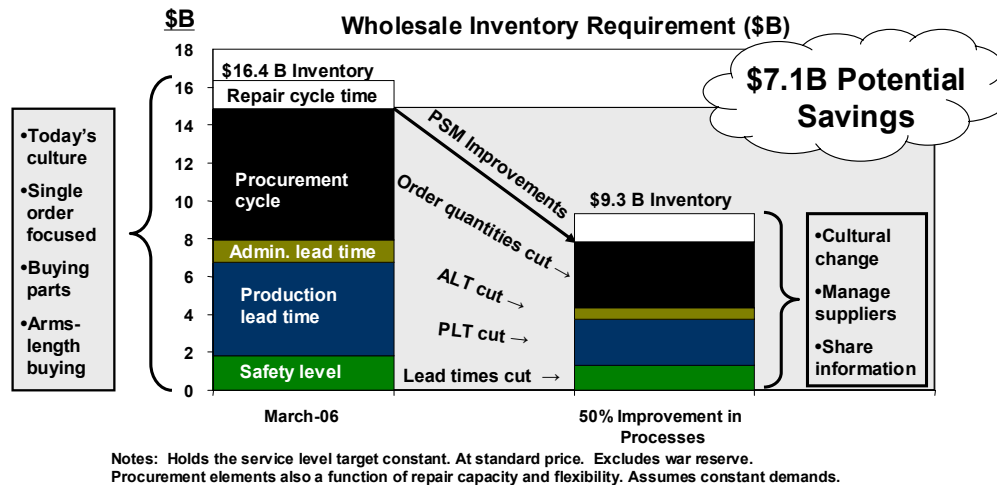 $B
Wholesale Inventory Requirement ($B)
18
16
14
12
10
8
6
4
2
0
$16.4 B Inventory
Repair cycle time
Procurement
cycle
Admin. lead time
Production
lead time
Safety level
March-06
•Today's
culture
•Single
order
focused
•Buying
parts
•Arms-
length
buying
PSM Improvements
Order quantities cut →
ALT cut →
PLT cut →
Lead times cut →
$7.1B Potential
Savings
$9.3 B Inventory
50% Improvement in
Processes
•Cultural
change
•Manage
suppliers
•Share
information
Notes: Holds the service level target constant. At standard price. Excludes war reserve.
Procurement elements also a function of repair capacity and flexibility. Assumes constant demands.